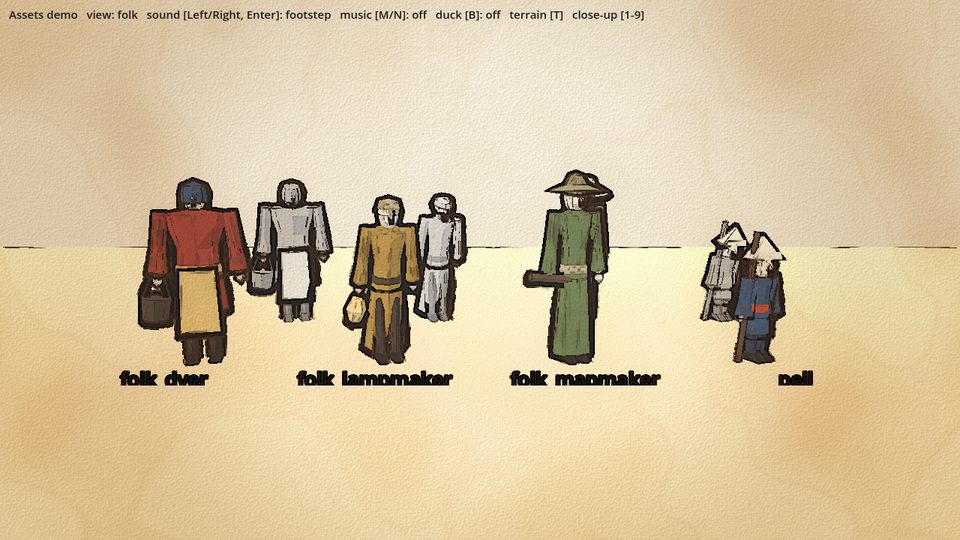 Assets demo view: folk sound [Left/Right, Enter]: footstep music [M/N]: off duck [B]: off terrain [T] close-up [1-9]
folk_dyer folk_lampmaker folk_mapmaker pell